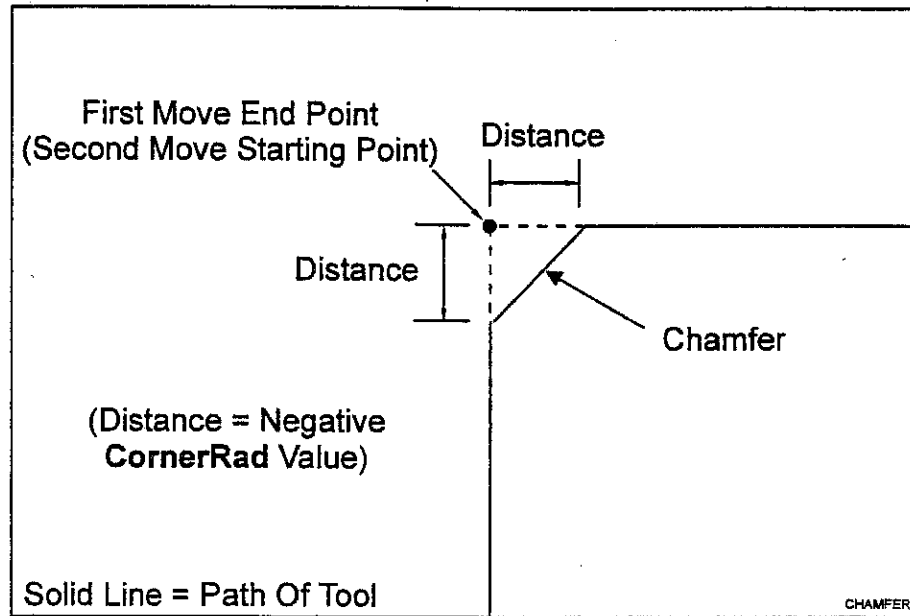 First Move End Point
(Second Move Starting Point)
Distance
Distance
Chamfer
(Distance = Negative
CornerRad Value)
Solid Line = Path Of Tool
CHAMFER